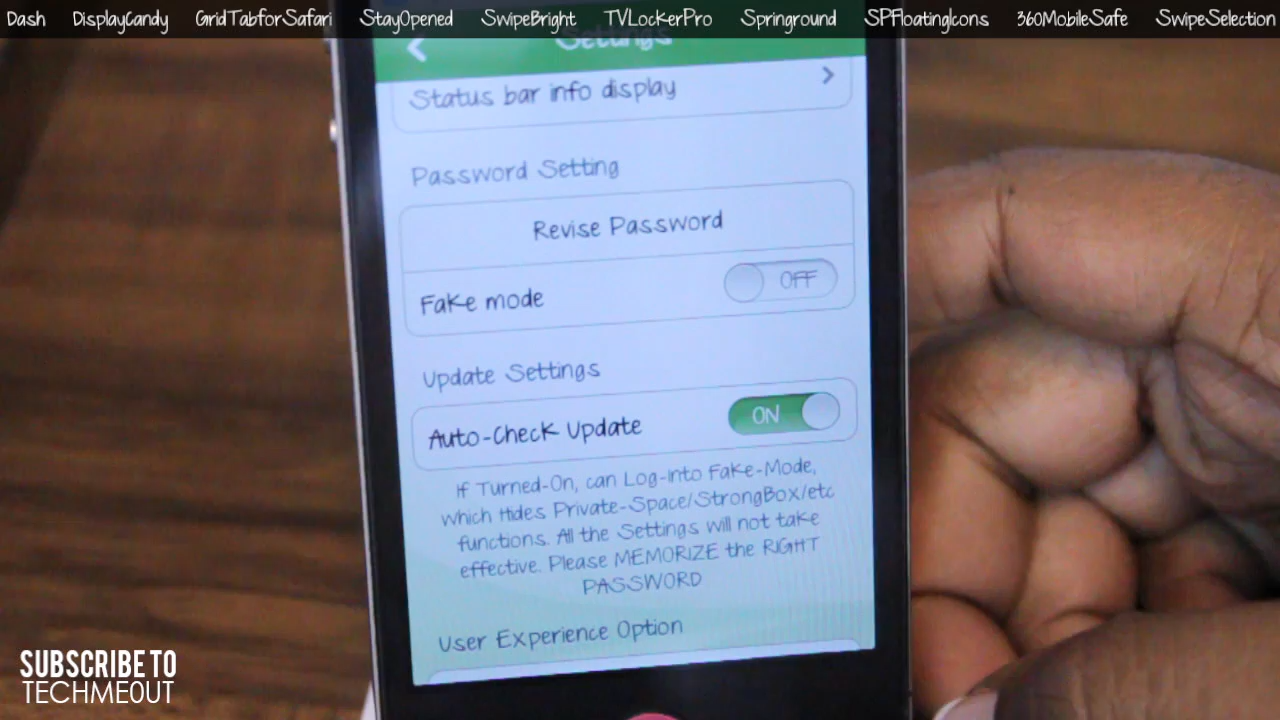 Dash DisplayCandy GridTabforSafari StayOpened SwipeBright TVLockerPro Springround SPFloatingIcons 360MobileSafe SwipeSelection
Settings
Status bar info display
Password Setting
Revise Password
Fake mode OFF
Update Settings
Auto-Check Update ON
If Turned-On, can Log-into Fake-Mode,
which Hides Private-Space/StrongBox/etc
functions. All the Settings will not take
effective. Please MEMORIZE the RIGHT
PASSWORD
User Experience Option
SUBSCRIBE TO
TECHMEOUT